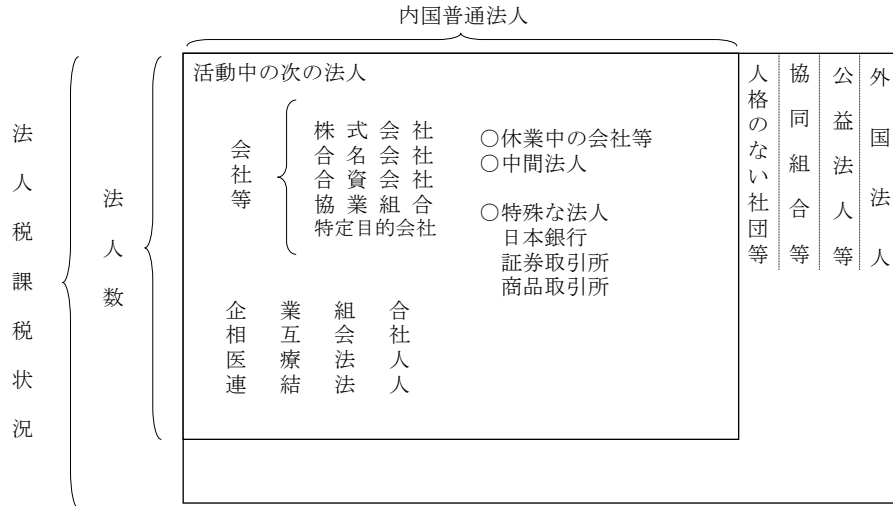 内国普通法人
活動中の次の法人
会社等
株式会社
合名会社
合資会社
協業組合
特定目的会社
○休業中の会社等
○中間法人
○特殊な法人
日本銀行
証券取引所
商品取引所
企業組合
相互会社
医療法人
連結法人
人格のない社団等
協同組合等
公益法人等
外国法人
法人数
法人税課税状況